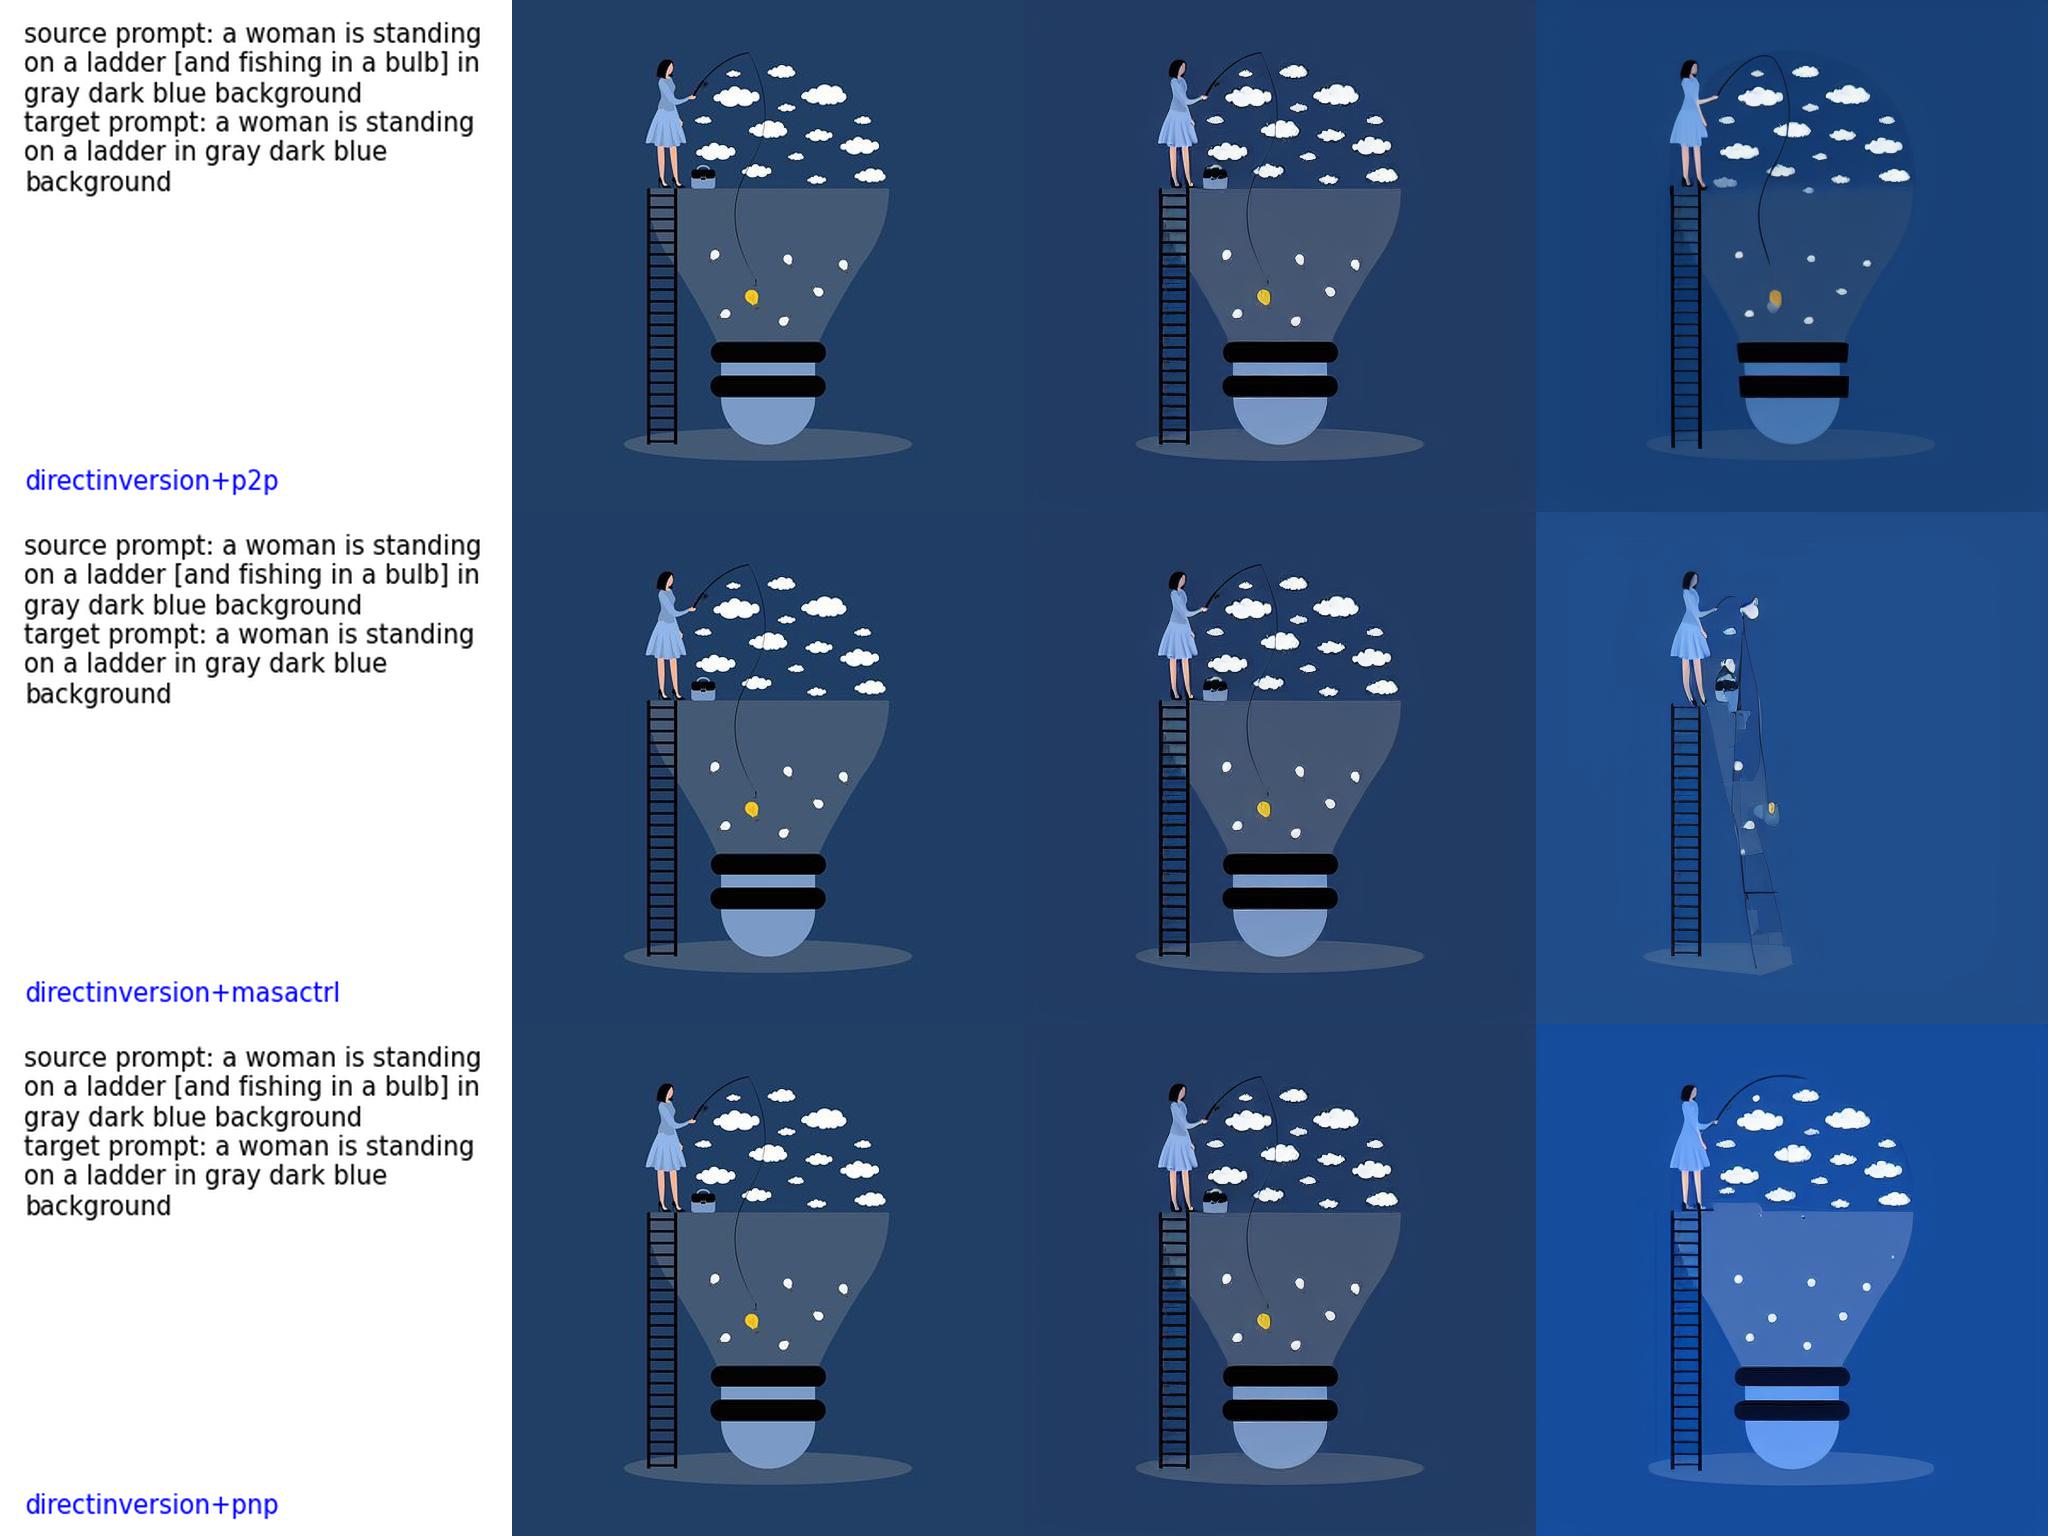 source prompt: a woman is standing
on a ladder [and fishing in a bulb] in
gray dark blue background
target prompt: a woman is standing
on a ladder in gray dark blue
background
directinversion+p2p
source prompt: a woman is standing
on a ladder [and fishing in a bulb] in
gray dark blue background
target prompt: a woman is standing
on a ladder in gray dark blue
background
directinversion+masactrl
source prompt: a woman is standing
on a ladder [and fishing in a bulb] in
gray dark blue background
target prompt: a woman is standing
on a ladder in gray dark blue
background
directinversion+pnp